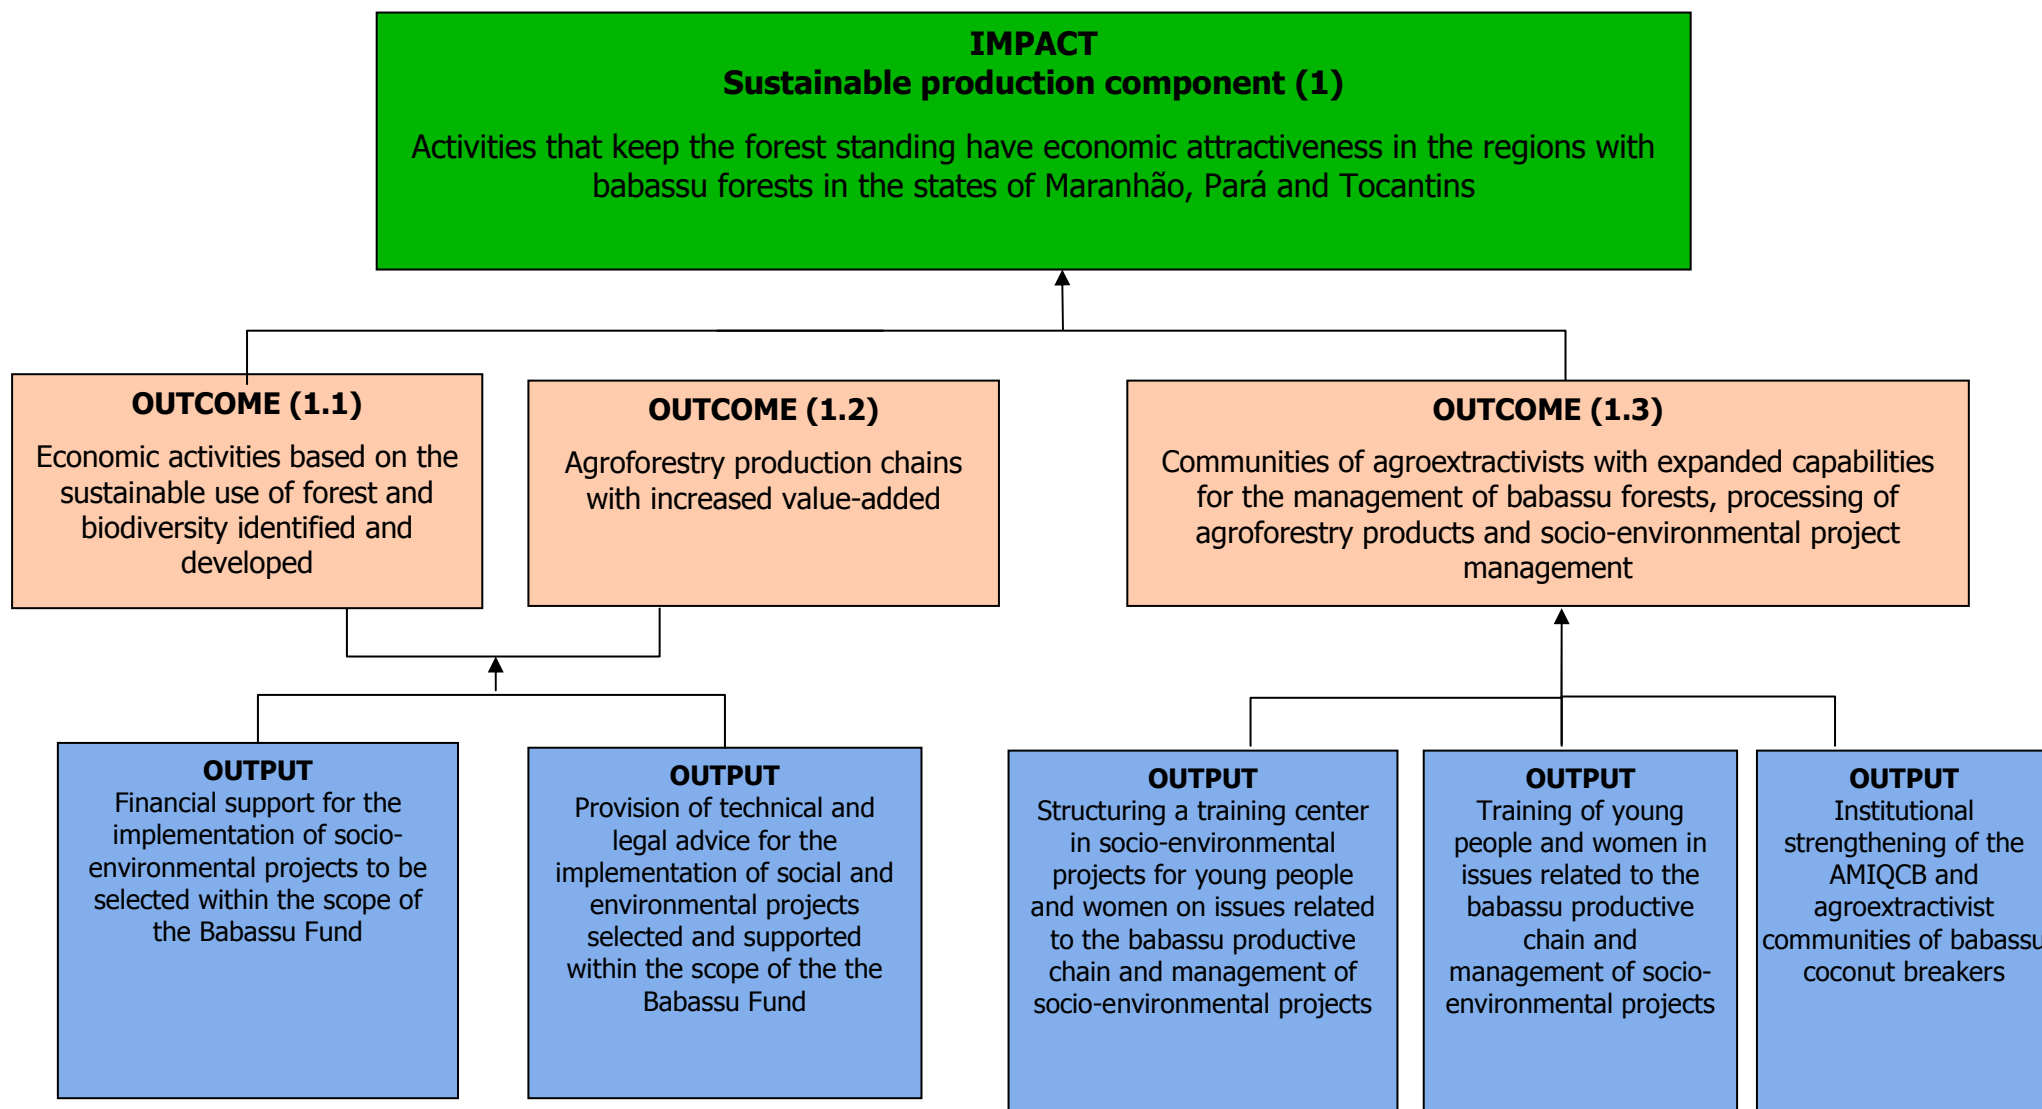 IMPACT
Sustainable production component (1)
Activities that keep the forest standing have economic attractiveness in the regions with
babassu forests in the states of Maranhão, Pará and Tocantins
OUTCOME (1.1)
Economic activities based on the
sustainable use of forest and
biodiversity identified and
developed
OUTCOME (1.2)
Agroforestry production chains
with increased value-added
OUTCOME (1.3)
Communities of agroextractivists with expanded capabilities
for the management of babassu forests, processing of
agroforestry products and socio-environmental project
management
OUTPUT
Financial support for the
implementation of socio-
environmental projects to be
selected within the scope of
the Babassu Fund
OUTPUT
Provision of technical and
legal advice for the
implementation of social and
environmental projects
selected and supported
within the scope of the the
Babassu Fund
OUTPUT
Structuring a training center
in socio-environmental
projects for young people
and women on issues related
to the babassu productive
chain and management of
socio-environmental projects
OUTPUT
Training of young
people and women in
issues related to the
babassu productive
chain and
management of socio-
environmental projects
OUTPUT
Institutional
strengthening of the
AMIQCB and
agroextractivist
communities of babassu
coconut breakers